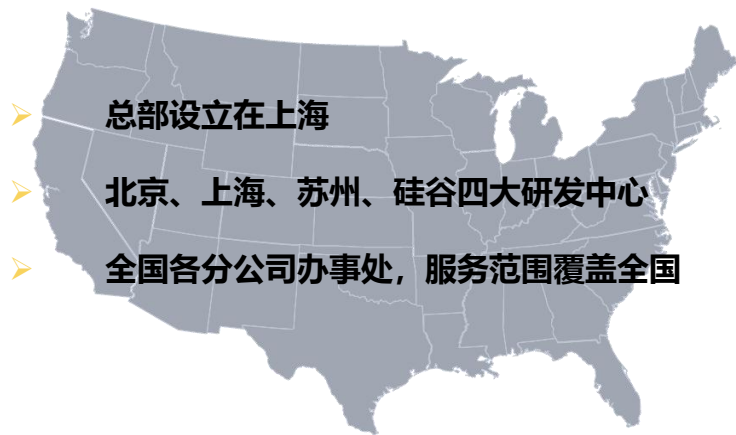 总部设立在上海
北京、上海、苏州、硅谷四大研发中心
全国各分公司办事处，服务范围覆盖全国